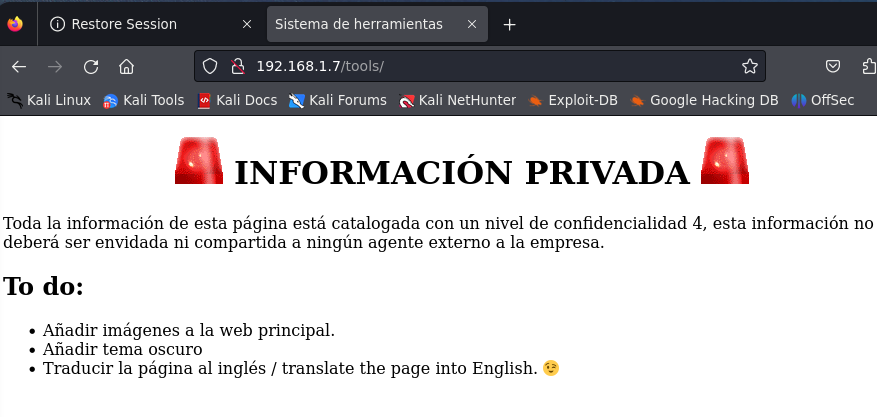 Restore Session
Sistema de herramientas
192.168.1.7/tools/
Kali Linux Kali Tools Kali Docs Kali Forums Kali NetHunter Exploit-DB Google Hacking DB OffSec
INFORMACIÓN PRIVADA
Toda la información de esta página está catalogada con un nivel de confidencialidad 4, esta información no
deberá ser envidada ni compartida a ningún agente externo a la empresa.
To do:
• Añadir imágenes a la web principal.
• Añadir tema oscuro
• Traducir la página al inglés / translate the page into English. 😉